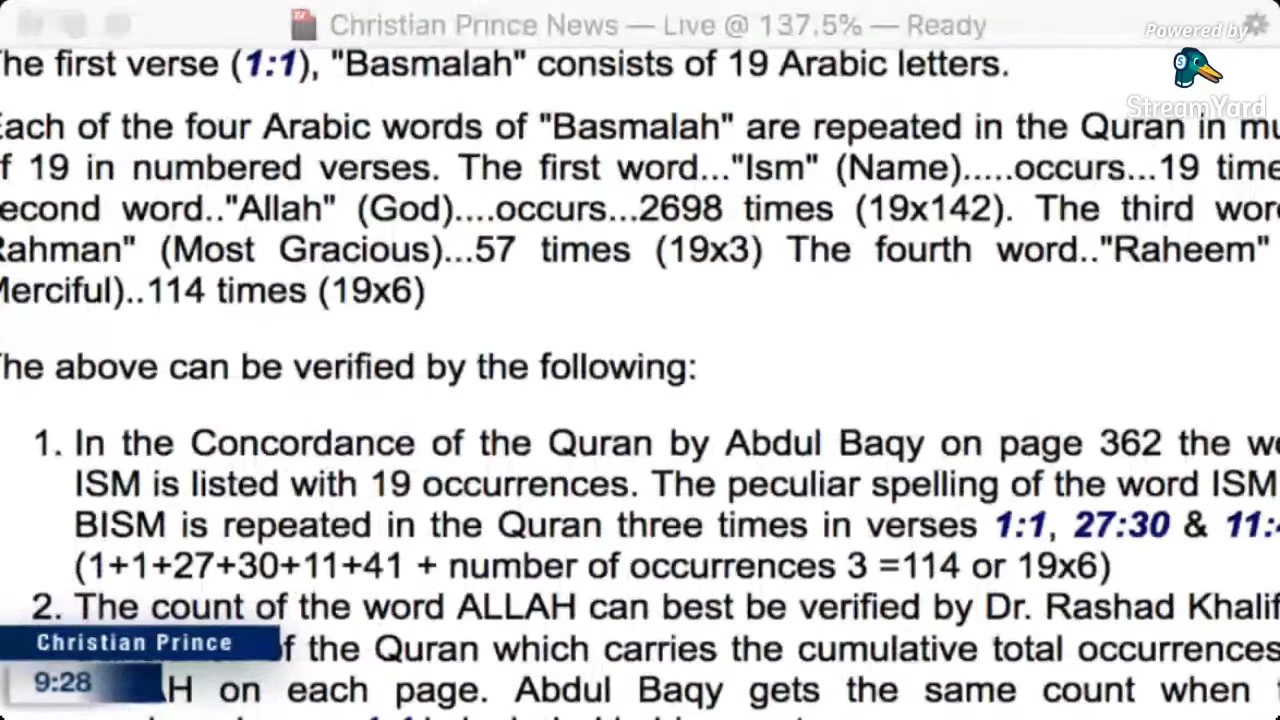 Christian Prince News — Live @ 137.5% — Ready
Powered by
StreamYard
he first verse (1:1), "Basmalah" consists of 19 Arabic letters.
Each of the four Arabic words of "Basmalah" are repeated in the Quran in mu
f 19 in numbered verses. The first word..."Ism" (Name).....occurs...19 time
econd word.."Allah" (God)....occurs...2698 times (19x142). The third wor
Rahman" (Most Gracious)...57 times (19x3) The fourth word.."Raheem"
Merciful)..114 times (19x6)
he above can be verified by the following:
1. In the Concordance of the Quran by Abdul Baqy on page 362 the wo
ISM is listed with 19 occurrences. The peculiar spelling of the word ISM
BISM is repeated in the Quran three times in verses 1:1, 27:30 & 11:
(1+1+27+30+11+41 + number of occurrences 3 =114 or 19x6)
2. The count of the word ALLAH can best be verified by Dr. Rashad Khalif
Christian Prince
f the Quran which carries the cumulative total occurrences
9:28
AH on each page. Abdul Baqy gets the same count when